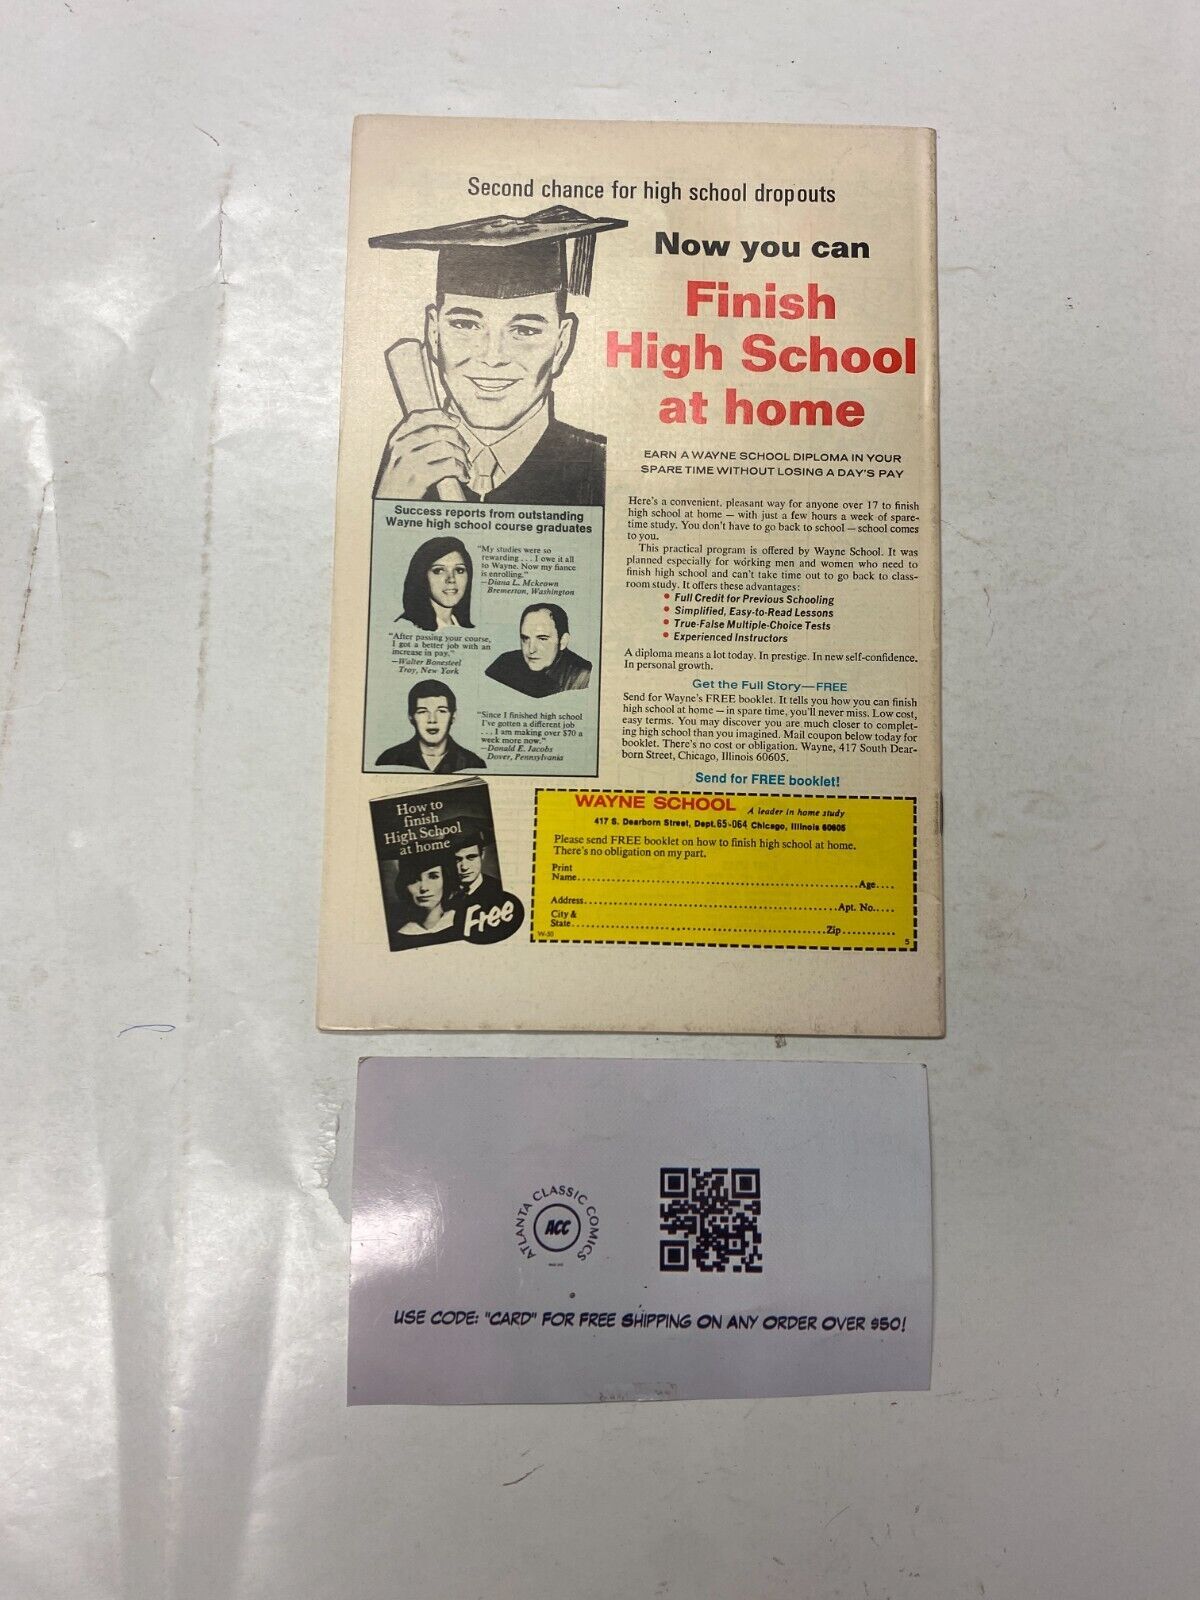 Second chance for high school dropouts
Now you can
Finish
High School
at home
EARN A WAYNE SCHOOL DIPLOMA IN YOUR
SPARE TIME WITHOUT LOSING A DAY'S PAY
Here's a convenient, pleasant way for anyone over 17 to finish
high school at home — with just a few hours a week of spare-
time study. You don't have to go back to school — school comes
to you.
This practical program is offered by Wayne School. It was
planned especially for working men and women who need to
finish high school and can't take time out to go back to class-
room study. It offers these advantages:
• Full Credit for Previous Schooling
• Simplified, Easy-to-Read Lessons
• True-False Multiple-Choice Tests
• Experienced Instructors
A diploma means a lot today. In prestige. In new self-confidence.
In personal growth.
Get the Full Story—FREE
Send for Wayne's FREE booklet. It tells you how you can finish
high school at home — in spare time, you'll never miss. Low cost,
easy terms. You may discover you are much closer to complet-
ing high school than you imagined. Mail coupon below today for
booklet. There's no cost or obligation. Wayne, 417 South Dear-
born Street, Chicago, Illinois 60605.
Send for FREE booklet!
Success reports from outstanding
Wayne high school course graduates
"My studies were so
rewarding . . . I owe it all
to Wayne. Now my fiance
is enrolling."
—Diana L. Mckeown
Bremerton, Washington
"After passing your course,
I got a better job with an
increase in pay."
—Walter Bonesteel
Troy, New York
"Since I finished high school
I've gotten a different job
. . . I am making over $70 a
week more now."
—Donald E. Jacobs
Dover, Pennsylvania
How to
finish
High School
at home
Free
WAYNE SCHOOL A leader in home study
417 S. Dearborn Street, Dept. 65-064 Chicago, Illinois 60605
Please send FREE booklet on how to finish high school at home.
There's no obligation on my part.
Print
Name Age
Address Apt. No.
City &
State Zip
W-30 5
ATLANTA CLASSIC COMICS
ACC
USE CODE: "CARD" FOR FREE SHIPPING ON ANY ORDER OVER $50!